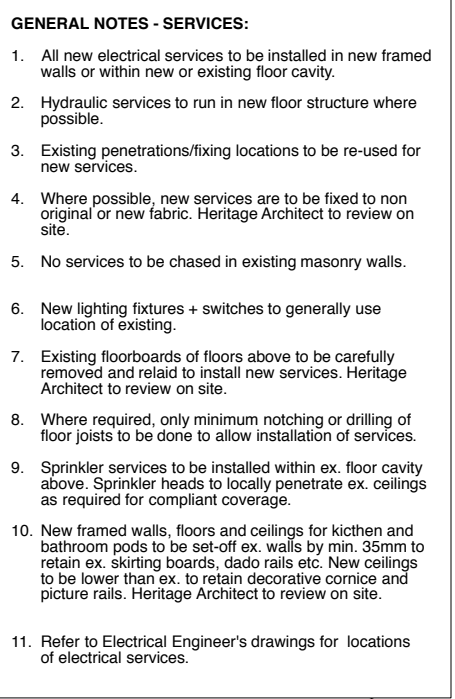 GENERAL NOTES - SERVICES:
1. All new electrical services to be installed in new framed
walls or within new or existing floor cavity.
2. Hydraulic services to run in new floor structure where
possible.
3. Existing penetrations/fixing locations to be re-used for
new services.
4. Where possible, new services are to be fixed to non
original or new fabric. Heritage Architect to review on
site.
5. No services to be chased in existing masonry walls.
6. New lighting fixtures + switches to generally use
location of existing.
7. Existing floorboards of floors above to be carefully
removed and relaid to install new services. Heritage
Architect to review on site.
8. Where required, only minimum notching or drilling of
floor joists to be done to allow installation of services.
9. Sprinkler services to be installed within ex. floor cavity
above. Sprinkler heads to locally penetrate ex. ceilings
as required for compliant coverage.
10. New framed walls, floors and ceilings for kicthen and
bathroom pods to be set-off ex. walls by min. 35mm to
retain ex. skirting boards, dado rails etc. New ceilings
to be lower than ex. to retain decorative cornice and
picture rails. Heritage Architect to review on site.
11. Refer to Electrical Engineer's drawings for locations
of electrical services.